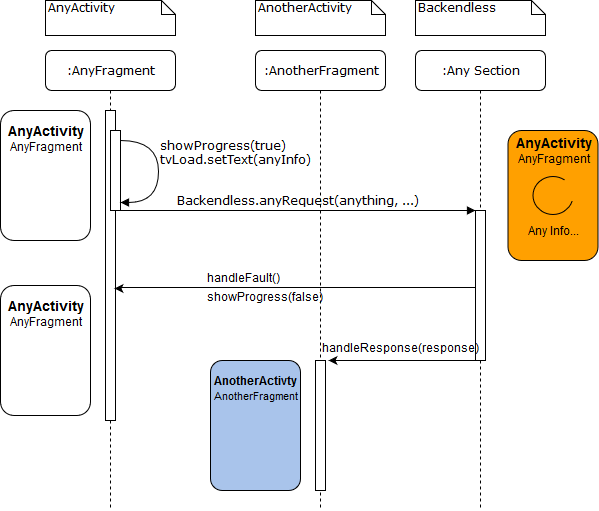 AnyActivity
AnotherActivity
Backendless
:AnyFragment
:AnotherFragment
:Any Section
AnyActivity
AnyFragment
showProgress(true)
tvLoad.setText(anyInfo)
AnyActivity
AnyFragment
Any Info...
Backendless.anyRequest(anything, ...)
handleFault()
showProgress(false)
AnyActivity
AnyFragment
handleResponse(response)
AnotherActivty
AnotherFragment